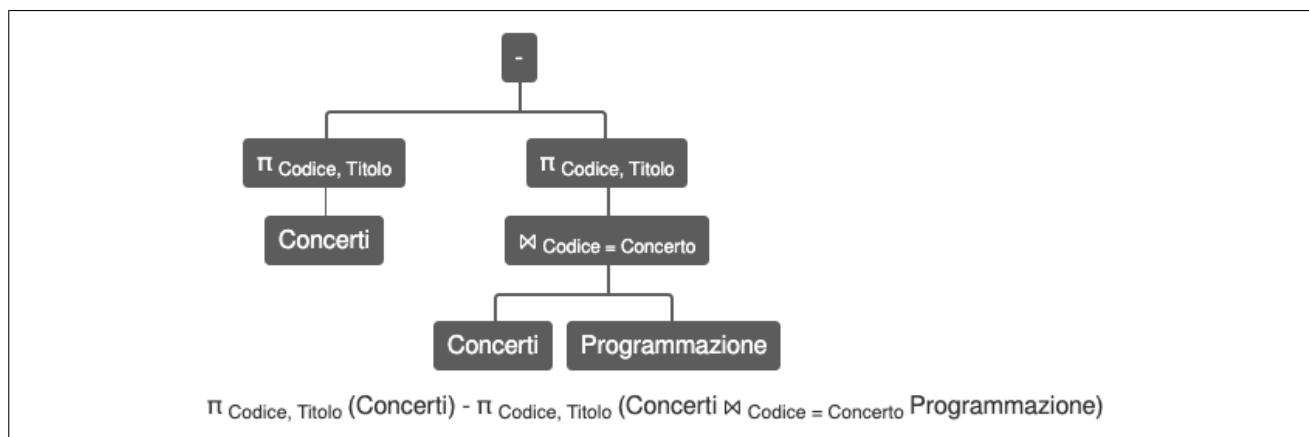 -
π Codice, Titolo π Codice, Titolo
Concerti ⋈ Codice = Concerto
Concerti Programmazione
π Codice, Titolo (Concerti) - π Codice, Titolo (Concerti ⋈ Codice = Concerto Programmazione)